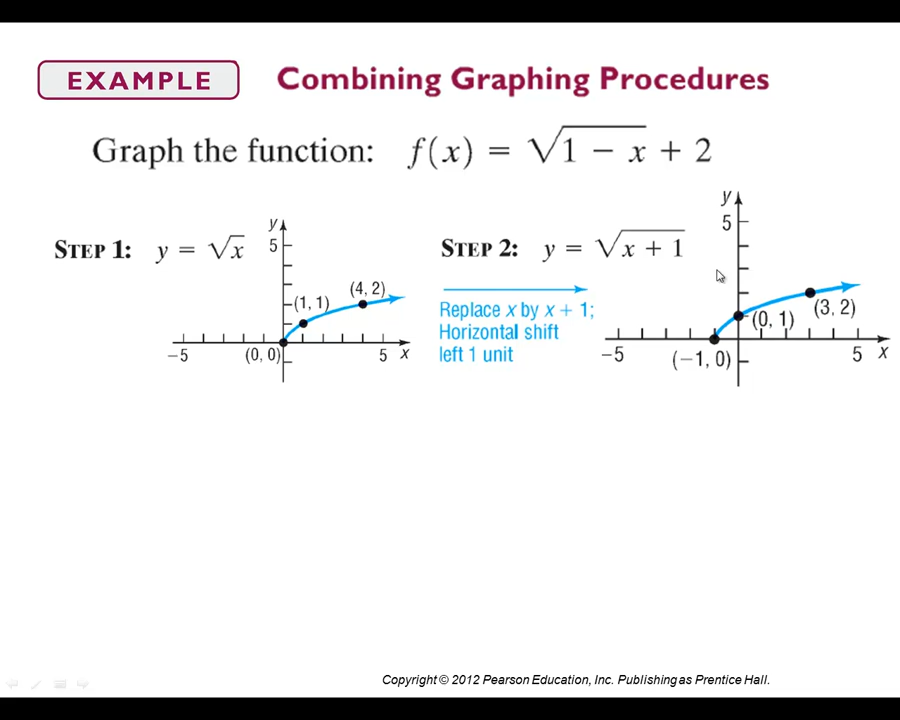 EXAMPLE Combining Graphing Procedures
Graph the function: f(x) = √(1 − x) + 2
STEP 1: y = √x
y
5
(1, 1)
(4, 2)
−5
(0, 0)
5
x
STEP 2: y = √(x + 1)
Replace x by x + 1;
Horizontal shift
left 1 unit
y
5
(0, 1)
(3, 2)
−5
(−1, 0)
5
x
Copyright © 2012 Pearson Education, Inc. Publishing as Prentice Hall.